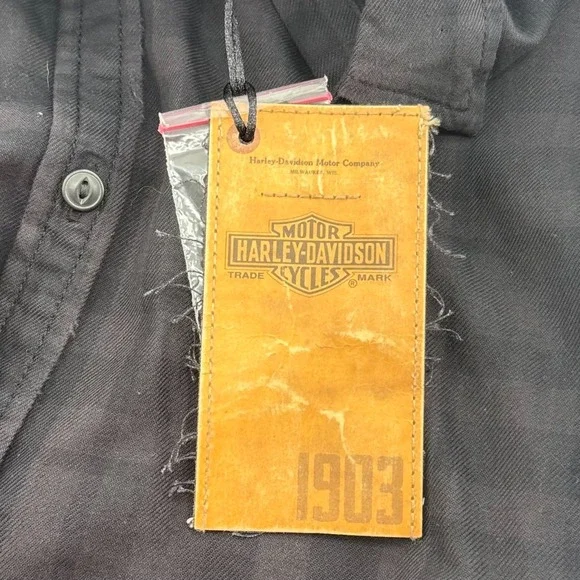 Harley-Davidson Motor Company
MILWAUKEE, WIS.
MOTOR
HARLEY-DAVIDSON
CYCLES
TRADE MARK
®
1903